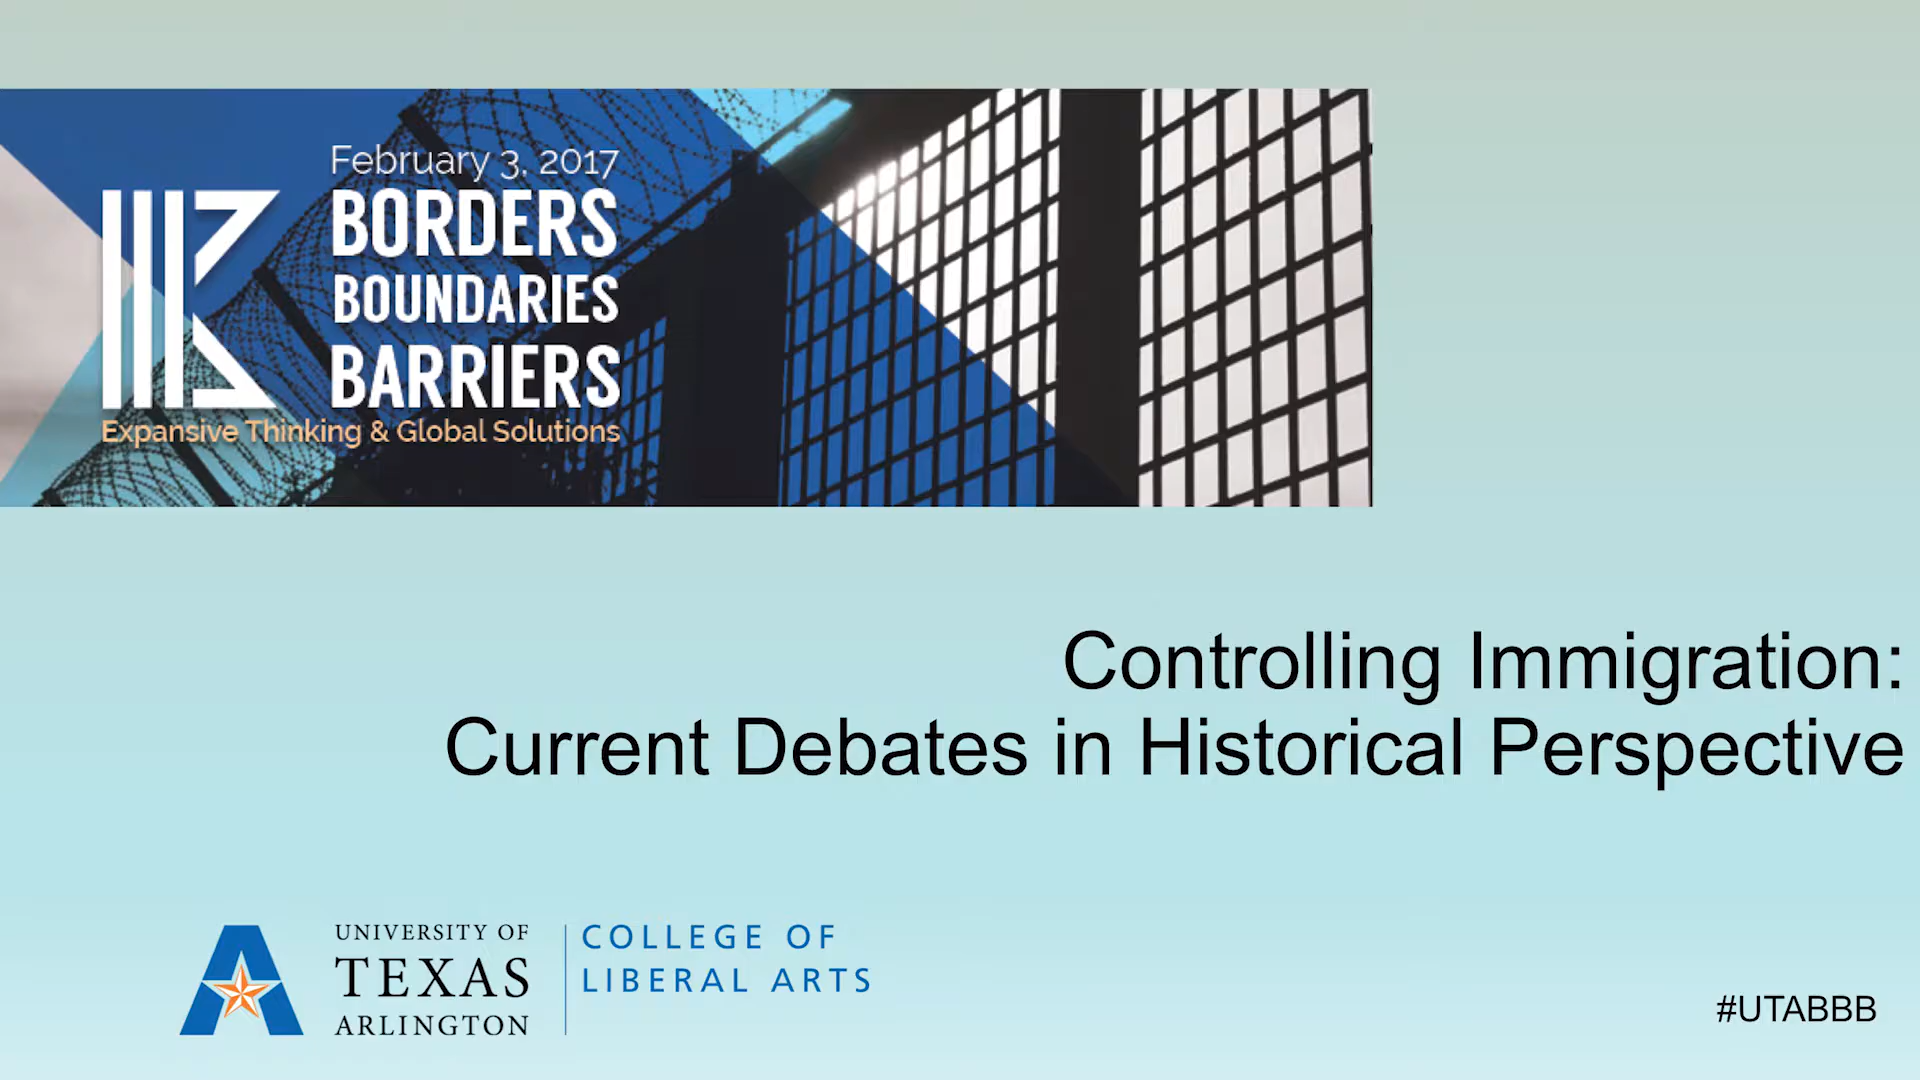 February 3, 2017
BORDERS
BOUNDARIES
BARRIERS
Expansive Thinking & Global Solutions
Controlling Immigration:
Current Debates in Historical Perspective
UNIVERSITY OF
TEXAS
ARLINGTON
COLLEGE OF
LIBERAL ARTS
#UTABBB